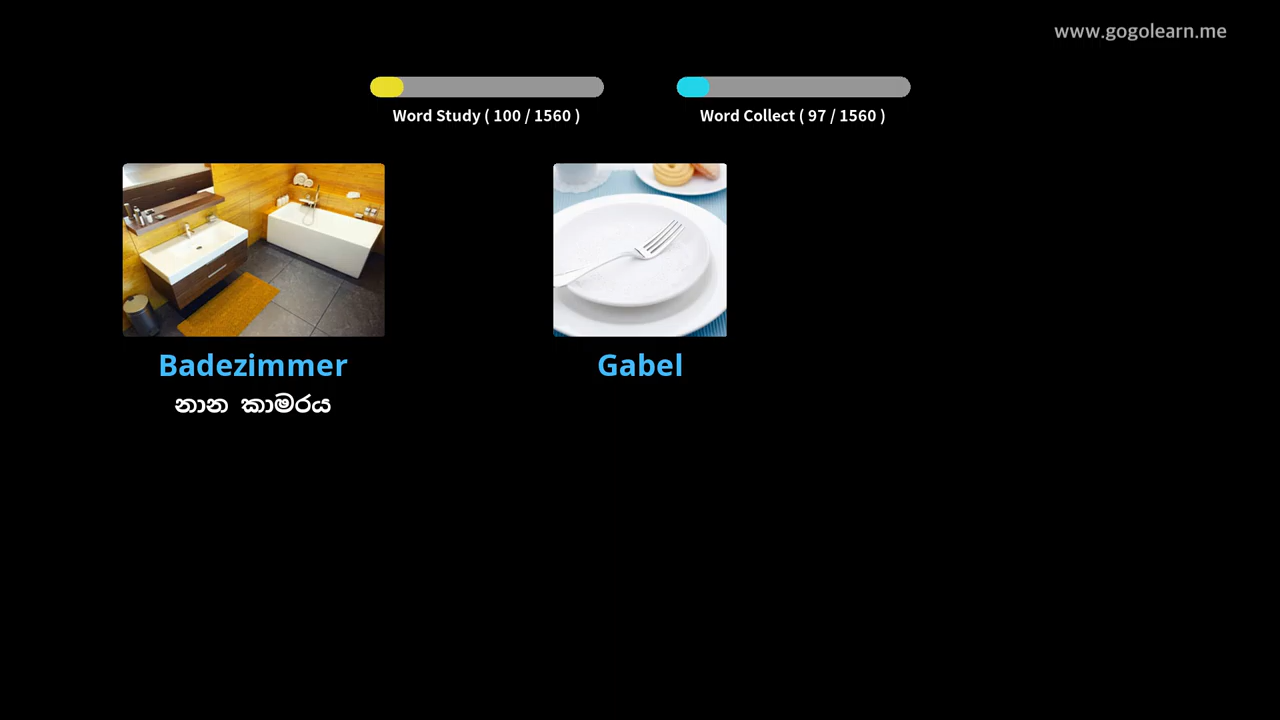 www.gogolearn.me
Word Study ( 100 / 1560 )
Word Collect ( 97 / 1560 )
Badezimmer
Gabel
නාන කාමරය